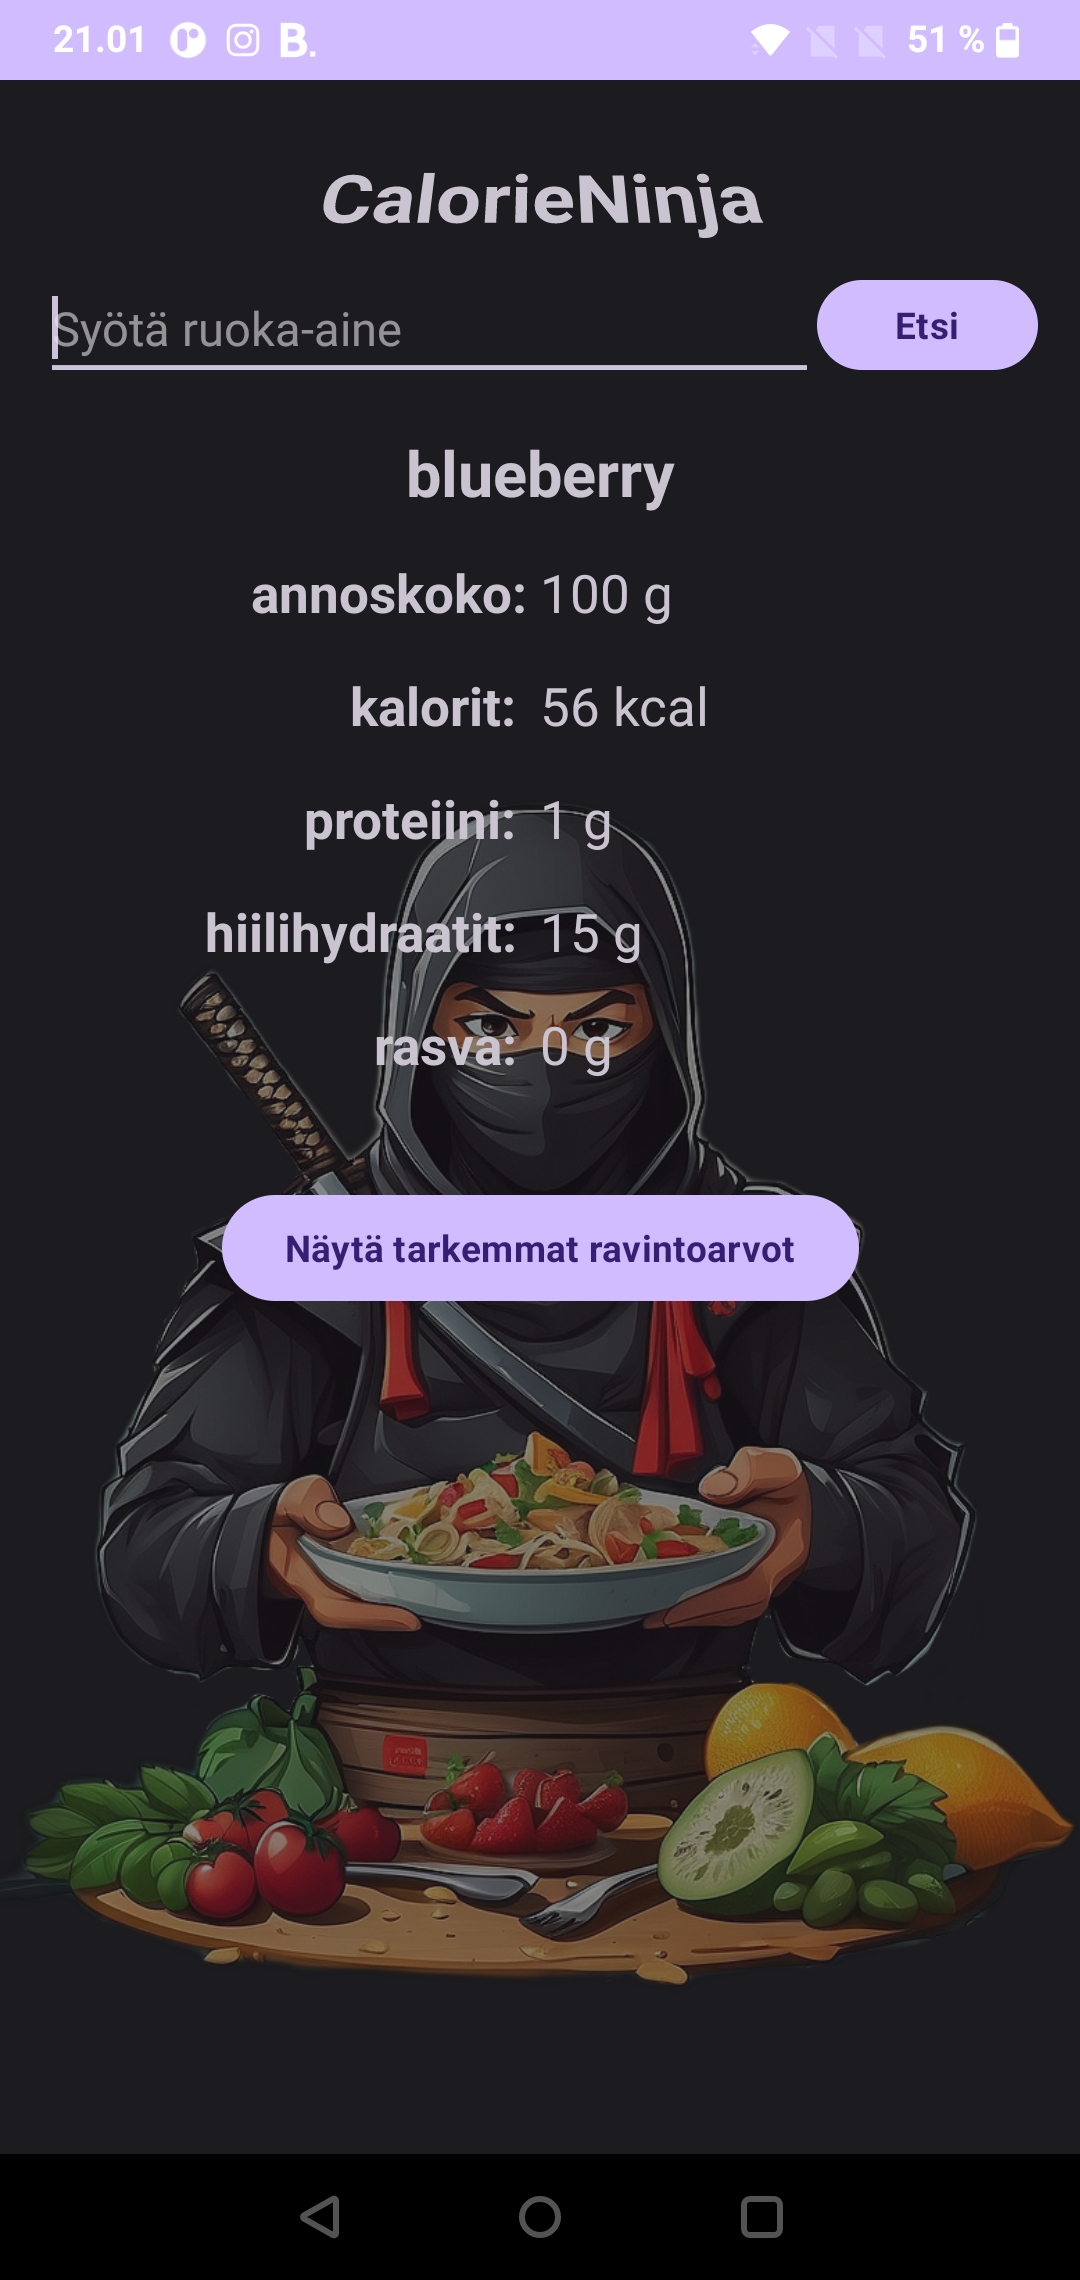 21.01 B. 51 %
CalorieNinja
Syötä ruoka-aine Etsi
blueberry
annoskoko: 100 g
kalorit: 56 kcal
proteiini: 1 g
hiilihydraatit: 15 g
rasva: 0 g
Näytä tarkemmat ravintoarvot